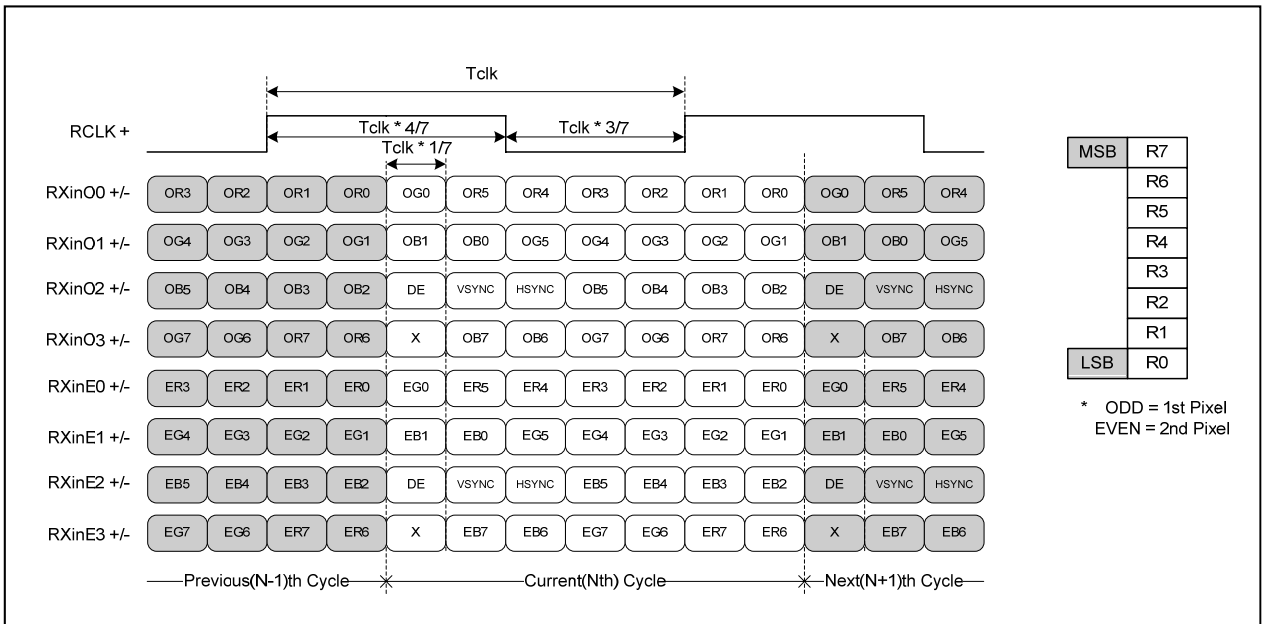 Tclk
RCLK +
Tclk * 4/7
Tclk * 3/7
Tclk * 1/7
RXinO0 +/- OR3 OR2 OR1 OR0 OG0 OR5 OR4 OR3 OR2 OR1 OR0 OG0 OR5 OR4
RXinO1 +/- OG4 OG3 OG2 OG1 OB1 OB0 OG5 OG4 OG3 OG2 OG1 OB1 OB0 OG5
RXinO2 +/- OB5 OB4 OB3 OB2 DE VSYNC HSYNC OB5 OB4 OB3 OB2 DE VSYNC HSYNC
RXinO3 +/- OG7 OG6 OR7 OR6 X OB7 OB6 OG7 OG6 OR7 OR6 X OB7 OB6
RXinE0 +/- ER3 ER2 ER1 ER0 EG0 ER5 ER4 ER3 ER2 ER1 ER0 EG0 ER5 ER4
RXinE1 +/- EG4 EG3 EG2 EG1 EB1 EB0 EG5 EG4 EG3 EG2 EG1 EB1 EB0 EG5
RXinE2 +/- EB5 EB4 EB3 EB2 DE VSYNC HSYNC EB5 EB4 EB3 EB2 DE VSYNC HSYNC
RXinE3 +/- EG7 EG6 ER7 ER6 X EB7 EB6 EG7 EG6 ER7 ER6 X EB7 EB6
Previous(N-1)th Cycle Current(Nth) Cycle Next(N+1)th Cycle
MSB R7
R6
R5
R4
R3
R2
R1
LSB R0
* ODD = 1st Pixel
EVEN = 2nd Pixel